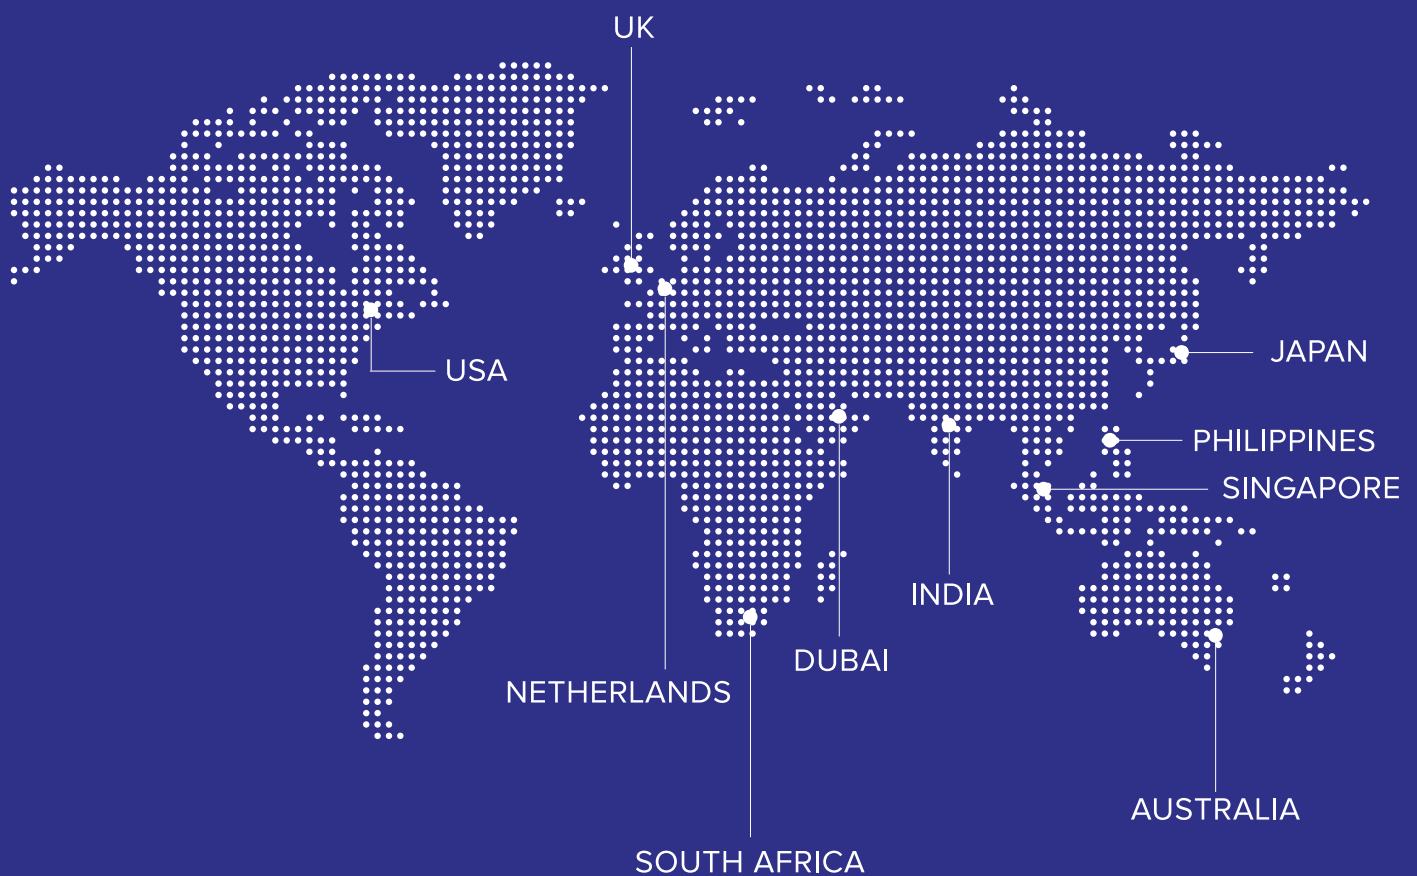 UK
JAPAN
USA
PHILIPPINES
SINGAPORE
INDIA
DUBAI
NETHERLANDS
AUSTRALIA
SOUTH AFRICA